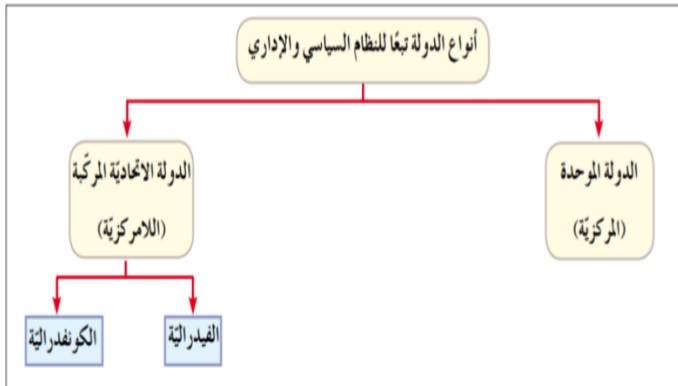 أنواع الدولة تبعًا للنظام السياسي والإداري
الدولة الموحدة
(المركزيّة)
الدولة الاتحاديّة المركّبة
(اللامركزيّة)
الفيدراليّة
الكونفدراليّة